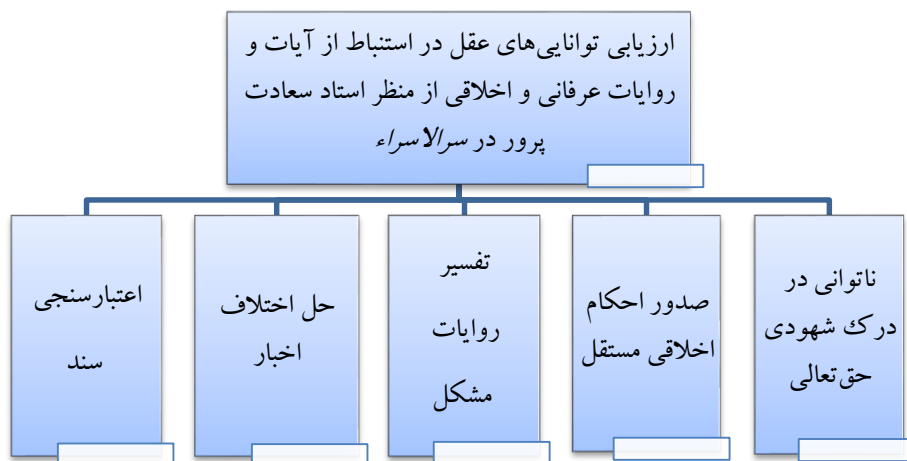 ارزیابی توانایی‌های عقل در استنباط از آیات و
روایات عرفانی و اخلاقی از منظر استاد سعادت
پرور در سرالاسراء
ناتوانی در
درک شهودی
حق‌تعالی
صدور احکام
اخلاقی مستقل
تفسیر
روایات
مشکل
حل اختلاف
اخبار
اعتبارسنجی
سند